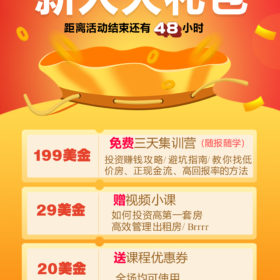 新人大礼包
距离活动结束还有 48 小时
199美金
免费三天集训营 (随报随学)
投资赚钱攻略/ 避坑指南/ 教你找低
价房、正现金流、高回报率的方法
29美金
赠视频小课
如何投资高第一套房
高效管理出租房/ Brrrr
20美金
送课程优惠券
全场均可使用